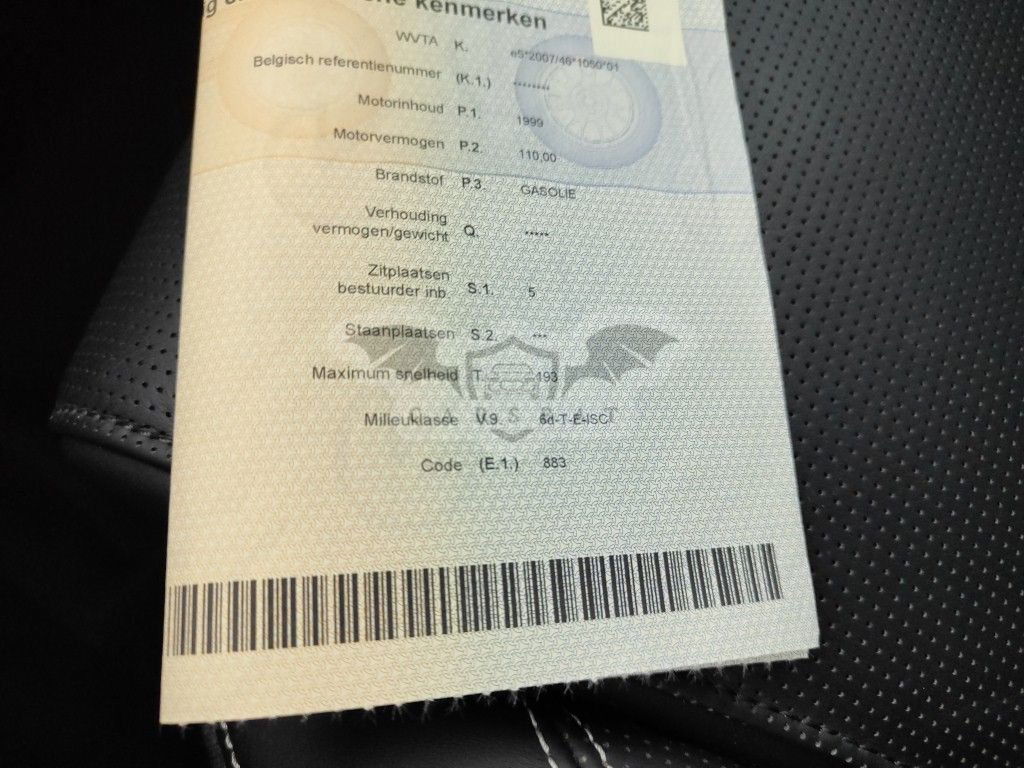 kenmerken
WVTA K. e5*2007/46*1050*01
Belgisch referentienummer (K.1.) ********
Motorinhoud P.1. 1999
Motorvermogen P.2. 110,00
Brandstof P.3. GASOLIE
Verhouding
vermogen/gewicht Q. *****
Zitplaatsen
bestuurder inb. S.1. 5
Staanplaatsen S.2. ***
Maximum snelheid T. 193
Milieuklasse V.9. 6d-T-E-ISC
Code (E.1.) 883